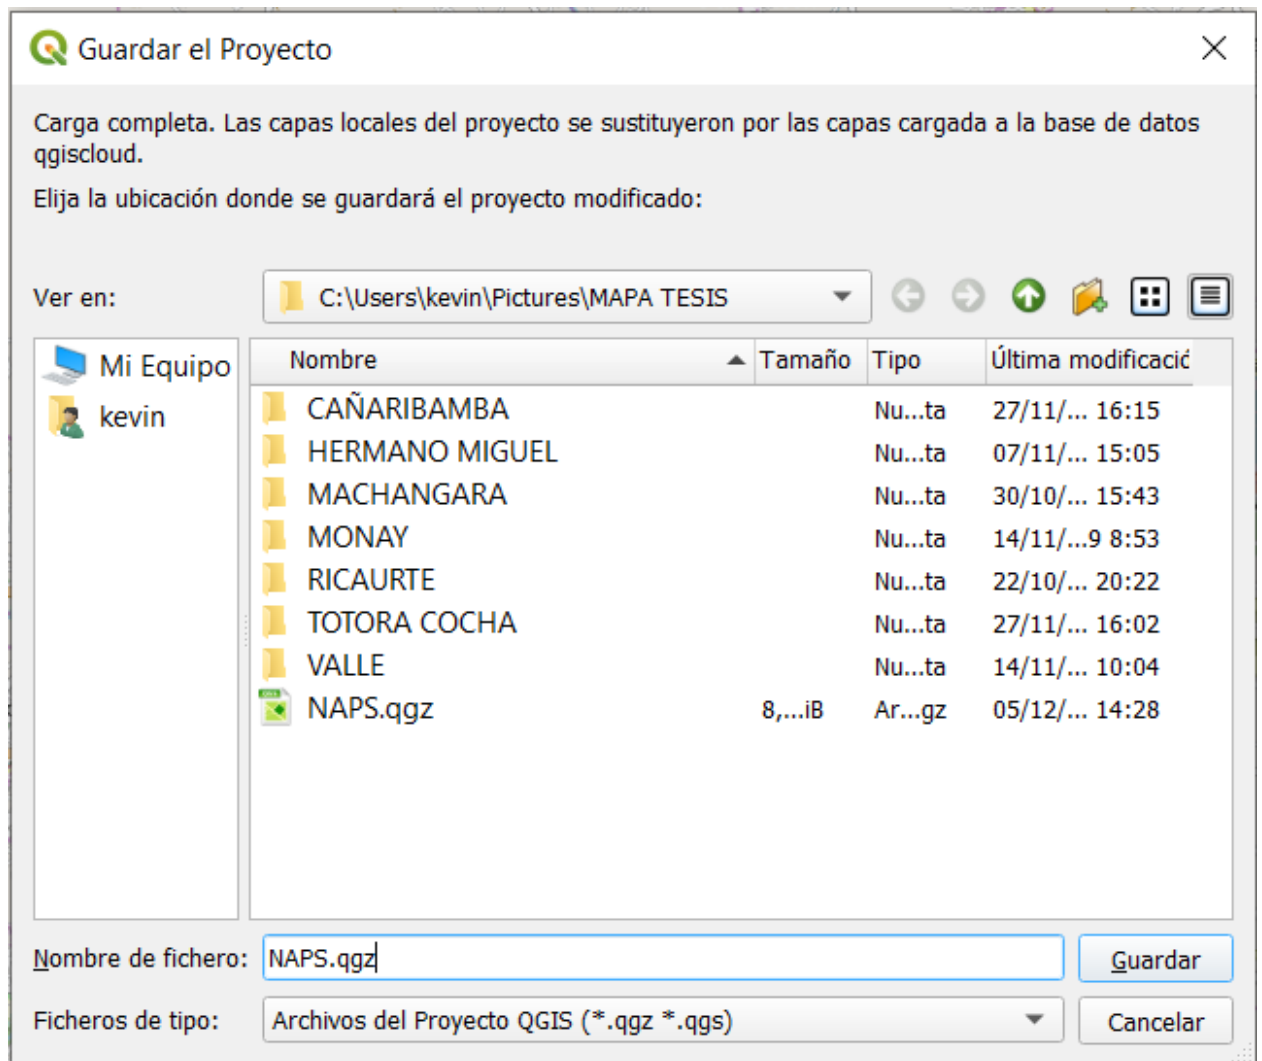 Guardar el Proyecto
Carga completa. Las capas locales del proyecto se sustituyeron por las capas cargada a la base de datos
qgiscloud.
Elija la ubicación donde se guardará el proyecto modificado:
Ver en: C:\Users\kevin\Pictures\MAPA TESIS
Mi Equipo
kevin
Nombre Tamaño Tipo Última modificació
CAÑARIBAMBA Nu...ta 27/11/... 16:15
HERMANO MIGUEL Nu...ta 07/11/... 15:05
MACHANGARA Nu...ta 30/10/... 15:43
MONAY Nu...ta 14/11/...9 8:53
RICAURTE Nu...ta 22/10/... 20:22
TOTORA COCHA Nu...ta 27/11/... 16:02
VALLE Nu...ta 14/11/... 10:04
NAPS.qgz 8,...iB Ar...gz 05/12/... 14:28
Nombre de fichero: NAPS.qgz Guardar
Ficheros de tipo: Archivos del Proyecto QGIS (*.qgz *.qgs) Cancelar